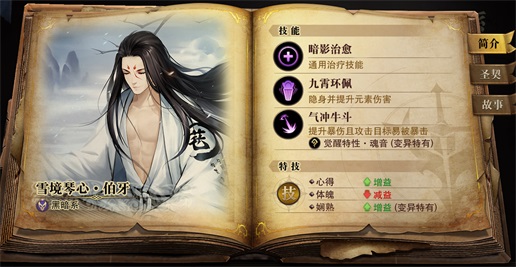 简介
圣契
故事
技能
暗影治愈
通用治疗技能
九霄环佩
隐身并提升元素伤害
气冲牛斗
提升暴伤且攻击目标易被暴击
觉醒特性·魂音(变异特有)
特技
技
心得 增益
体魄 减益
娴熟 增益(变异特有)
雪境琴心·伯牙
黑暗系